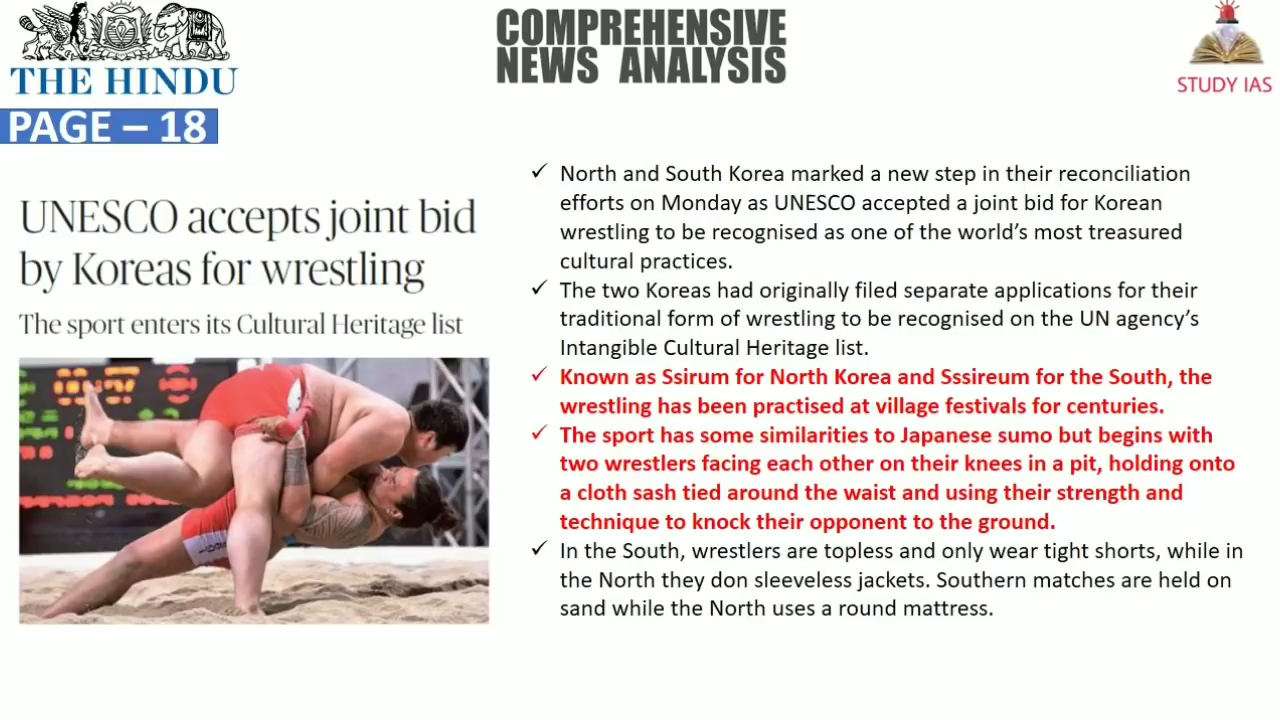 THE HINDU
COMPREHENSIVE
NEWS ANALYSIS
STUDY IAS
PAGE – 18
UNESCO accepts joint bid
by Koreas for wrestling
The sport enters its Cultural Heritage list
✓ North and South Korea marked a new step in their reconciliation
efforts on Monday as UNESCO accepted a joint bid for Korean
wrestling to be recognised as one of the world’s most treasured
cultural practices.
✓ The two Koreas had originally filed separate applications for their
traditional form of wrestling to be recognised on the UN agency’s
Intangible Cultural Heritage list.
✓ Known as Ssirum for North Korea and Sssireum for the South, the
wrestling has been practised at village festivals for centuries.
✓ The sport has some similarities to Japanese sumo but begins with
two wrestlers facing each other on their knees in a pit, holding onto
a cloth sash tied around the waist and using their strength and
technique to knock their opponent to the ground.
✓ In the South, wrestlers are topless and only wear tight shorts, while in
the North they don sleeveless jackets. Southern matches are held on
sand while the North uses a round mattress.